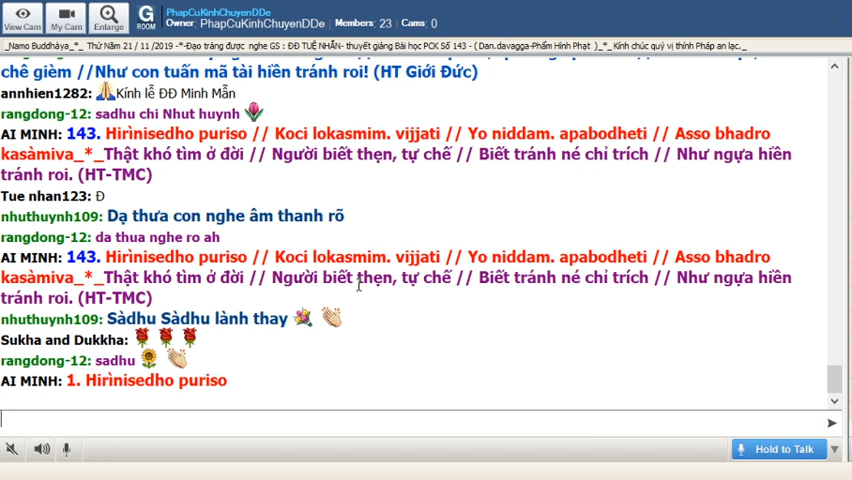 View Cam
My Cam
Enlarge
G
ROOM
PhapCuKinhChuyenDDe
Owner: PhapCuKinhChuyenDDe Members: 23 Cams: 0
_Namo Buddhàya_*_ Thứ Năm 21 / 11 /2019 -*-Đạo tràng được nghe GS : ĐĐ TUỆ NHẪN- thuyết giảng Bài học PCK Số 143 - ( Dan.davagga-Phẩm Hình Phạt )_*_Kính chúc quý vị thính Pháp an lạc._
chê gièm //Như con tuấn mã tài hiền tránh roi! (HT Giới Đức)
annhien1282: Kính lễ ĐĐ Minh Mẫn
rangdong-12: sadhu chi Nhut huynh
AI MINH: 143. Hirìnisedho puriso // Koci lokasmim. vijjati // Yo niddam. apabodheti // Asso bhadro
kasàmiva_*_Thật khó tìm ở đời // Người biết thẹn, tự chế // Biết tránh né chỉ trích // Như ngựa hiền
tránh roi. (HT-TMC)
Tue nhan123: Đ
nhuthuynh109: Dạ thưa con nghe âm thanh rõ
rangdong-12: da thua nghe ro ah
AI MINH: 143. Hirìnisedho puriso // Koci lokasmim. vijjati // Yo niddam. apabodheti // Asso bhadro
kasàmiva_*_Thật khó tìm ở đời // Người biết thẹn, tự chế // Biết tránh né chỉ trích // Như ngựa hiền
tránh roi. (HT-TMC)
nhuthuynh109: Sàdhu Sàdhu lành thay
Sukha and Dukkha:
rangdong-12: sadhu
AI MINH: 1. Hirìnisedho puriso
Hold to Talk